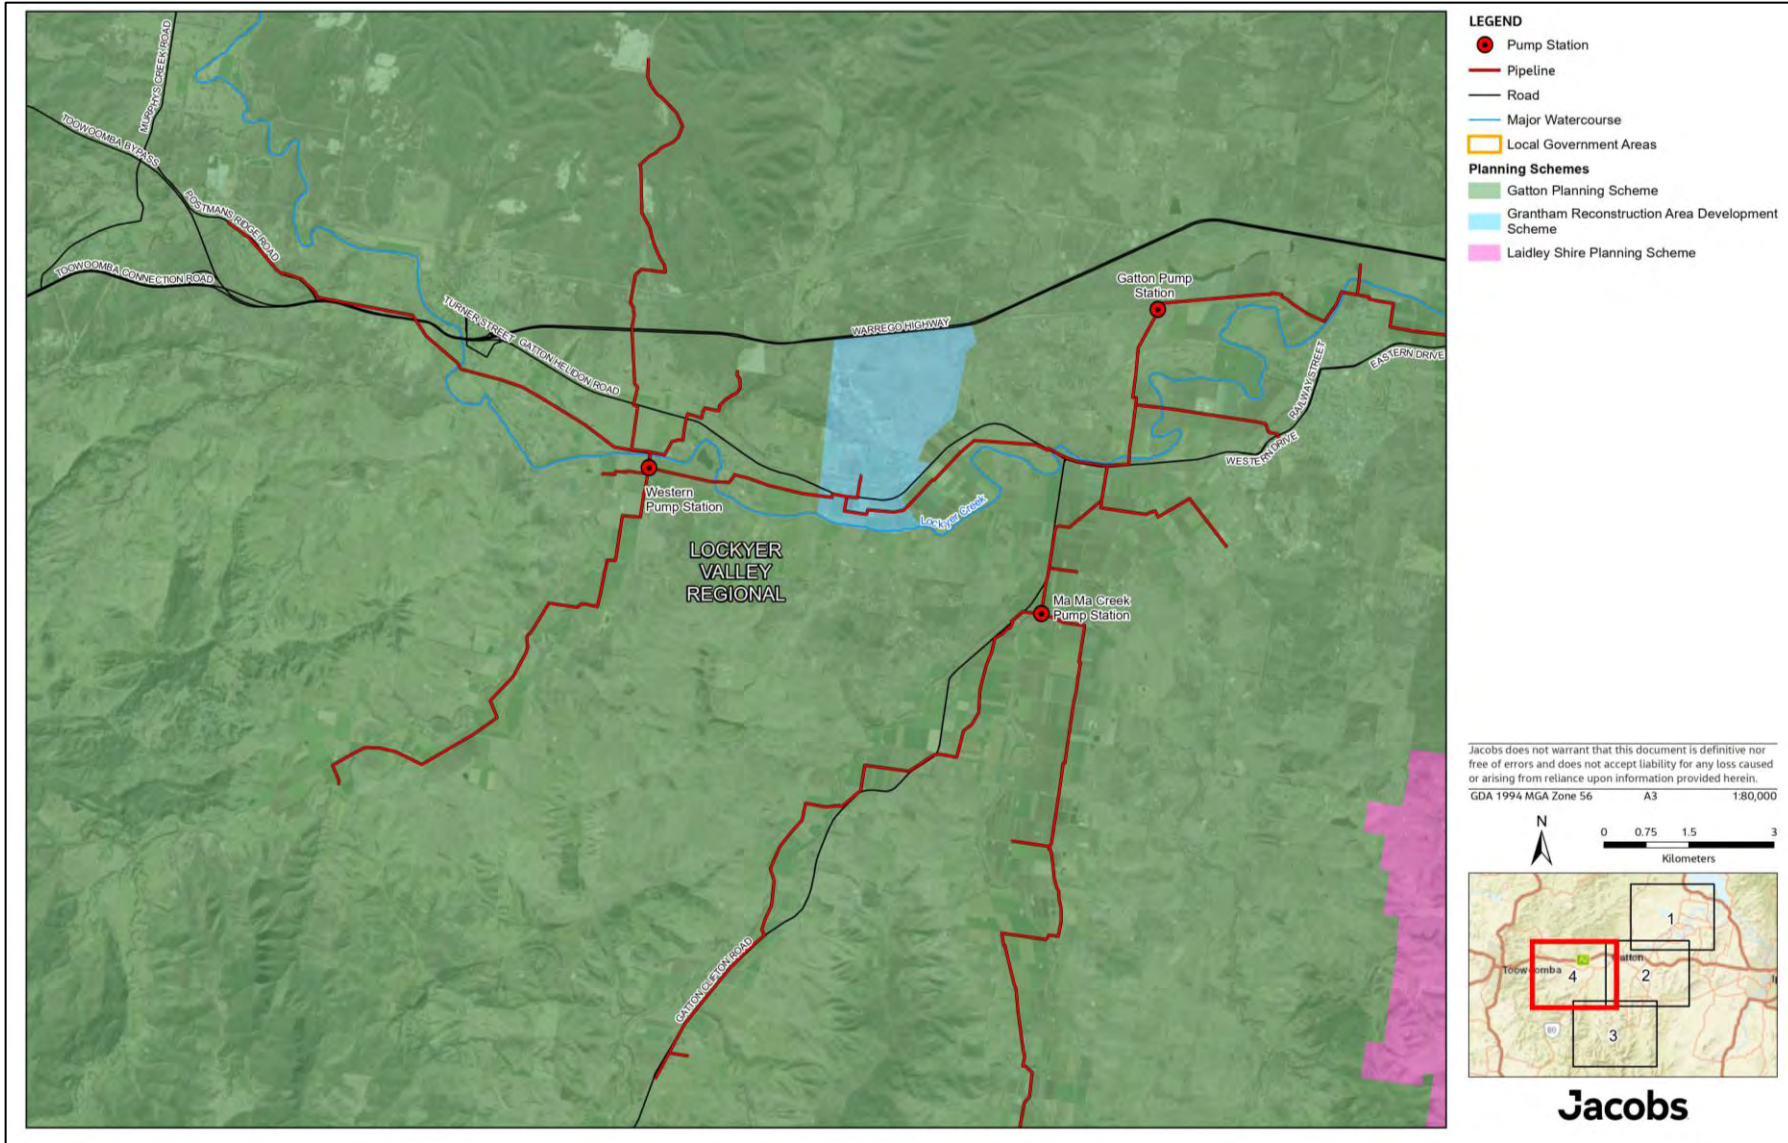 MURPHYS CREEK ROAD
TOOWOOMBA BYPASS
POSTMANS RIDGE ROAD
TOOWOOMBA CONNECTION ROAD
TURNER STREET
GATTON HELIDON ROAD
WARREGO HIGHWAY
Gatton Pump
Station
RAILWAY STREET
EASTERN DRIVE
WESTERN DRIVE
Western
Pump Station
Lockyer Creek
LOCKYER
VALLEY
REGIONAL
Ma Ma Creek
Pump Station
GATTON CLIFTON ROAD
LEGEND
Pump Station
Pipeline
Road
Major Watercourse
Local Government Areas
Planning Schemes
Gatton Planning Scheme
Grantham Reconstruction Area Development
Scheme
Laidley Shire Planning Scheme
Jacobs does not warrant that this document is definitive nor
free of errors and does not accept liability for any loss caused
or arising from reliance upon information provided herein.
GDA 1994 MGA Zone 56 A3 1:80,000
N
0 0.75 1.5 3
Kilometers
1
Toowoomba
4
2
80
3
Jacobs